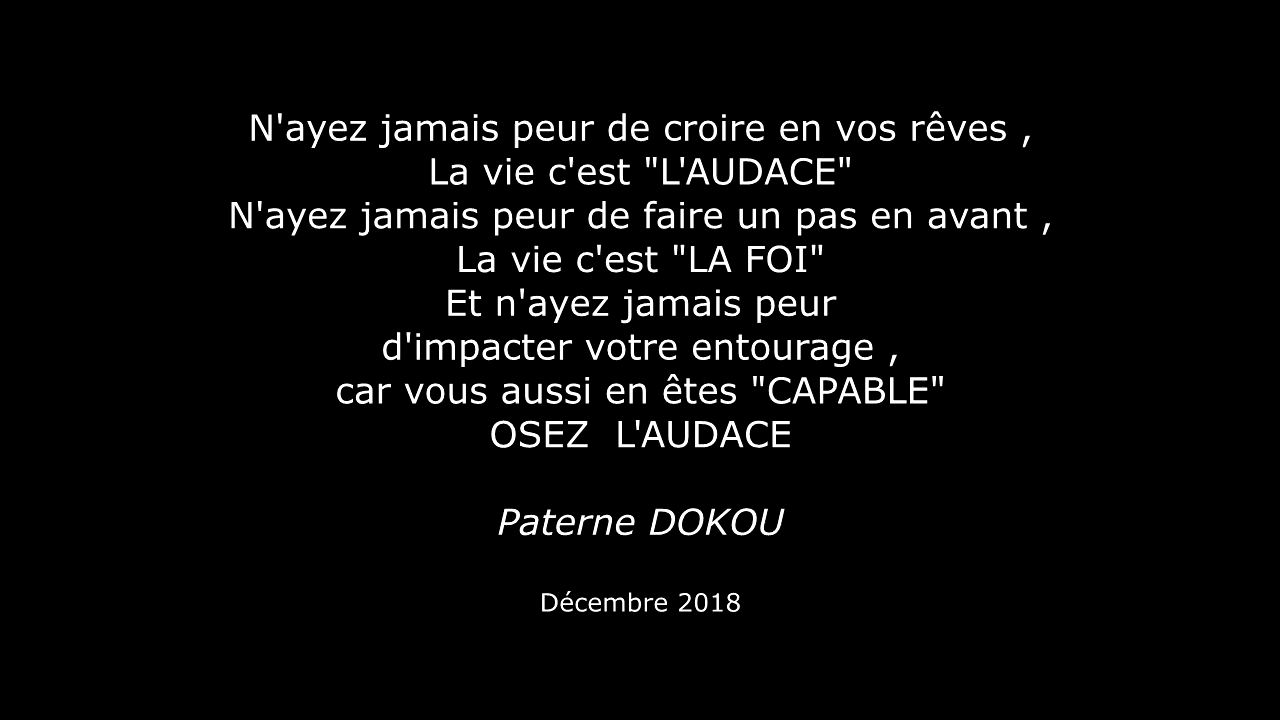 N'ayez jamais peur de croire en vos rêves ,
La vie c'est "L'AUDACE"
N'ayez jamais peur de faire un pas en avant ,
La vie c'est "LA FOI"
Et n'ayez jamais peur
d'impacter votre entourage ,
car vous aussi en êtes "CAPABLE"
OSEZ  L'AUDACE
Paterne DOKOU
Décembre 2018